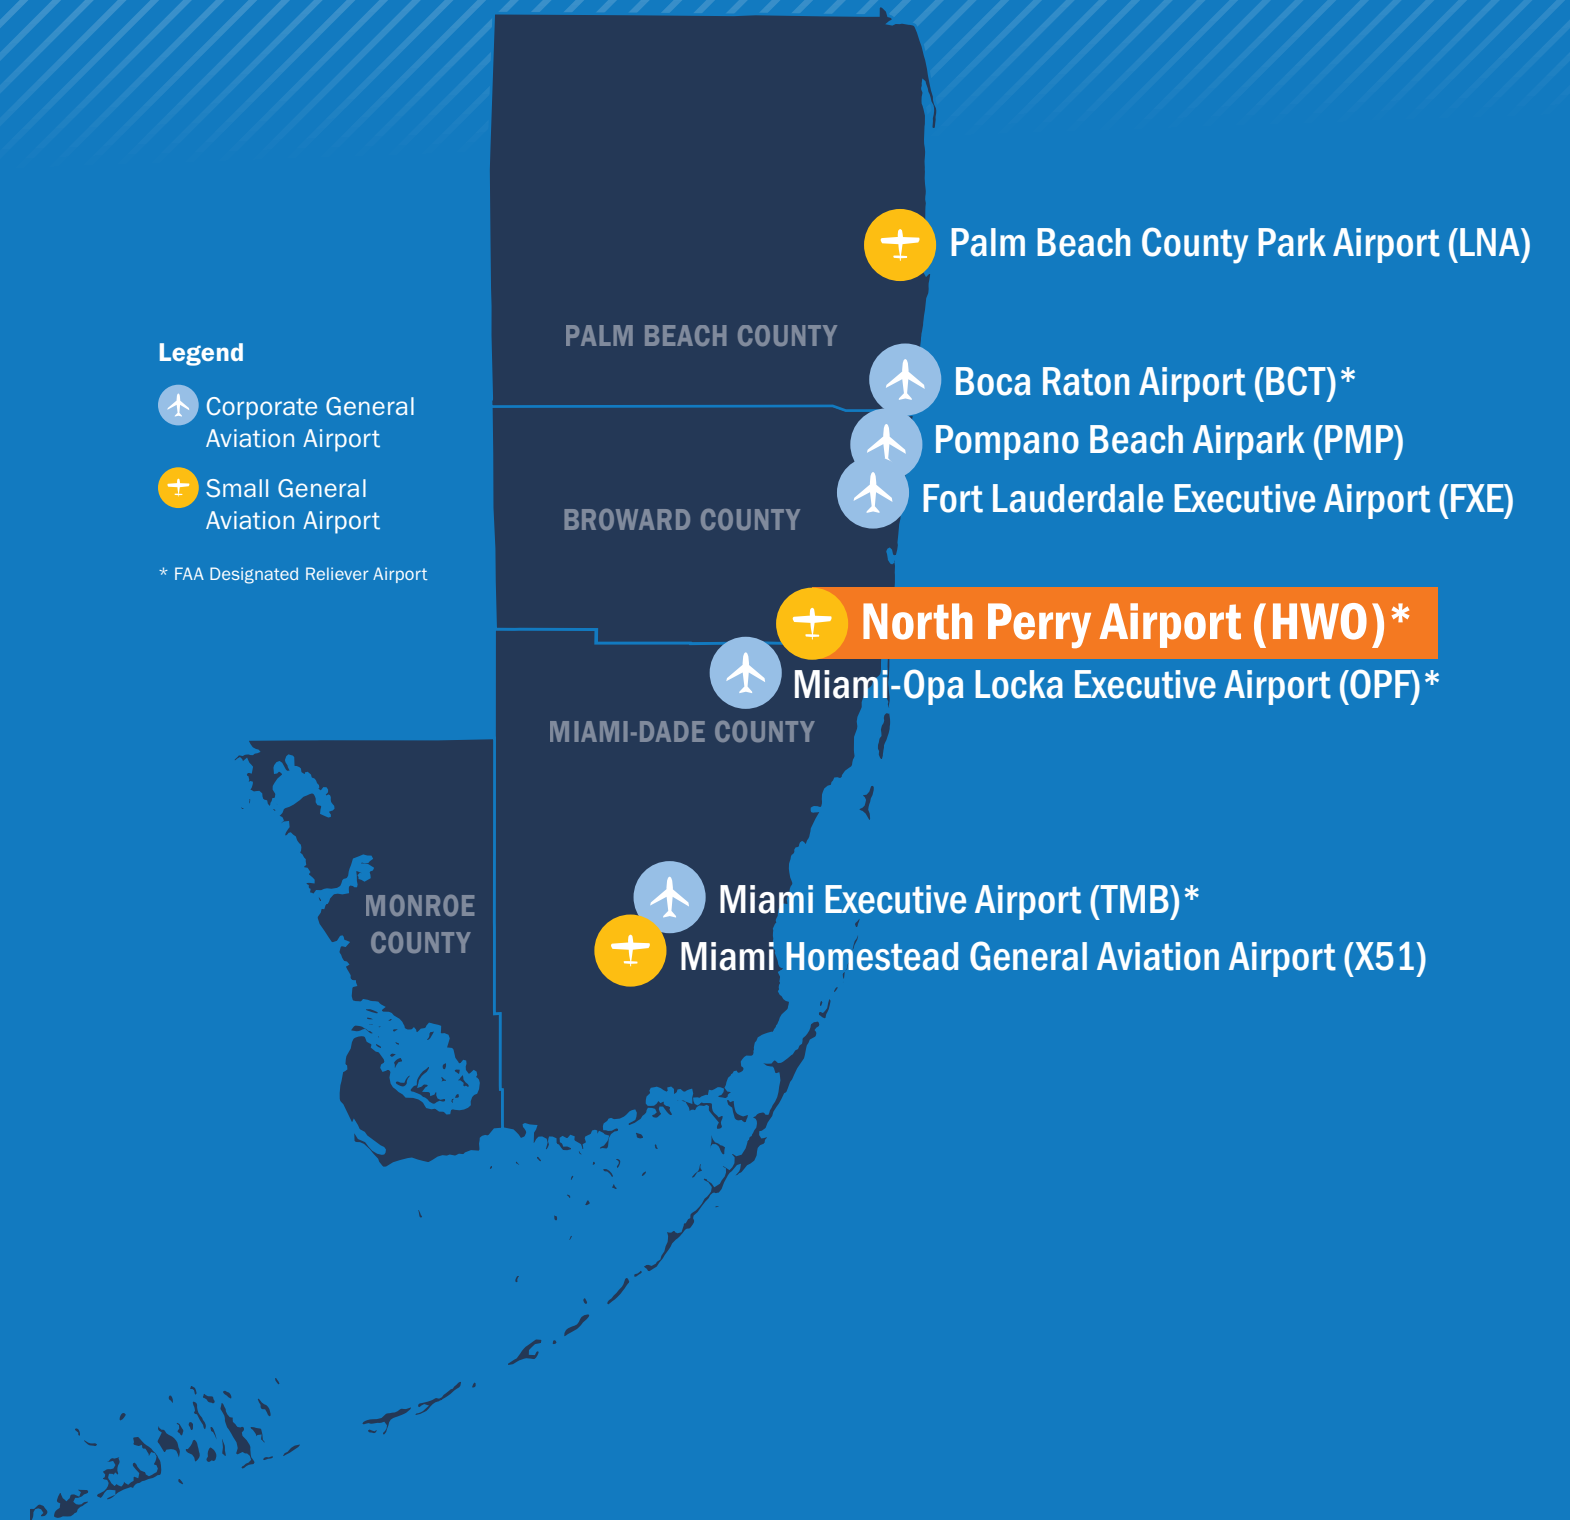 Palm Beach County Park Airport (LNA)
PALM BEACH COUNTY
Legend
Corporate General
Aviation Airport
Small General
Aviation Airport
* FAA Designated Reliever Airport
Boca Raton Airport (BCT)*
Pompano Beach Airpark (PMP)
Fort Lauderdale Executive Airport (FXE)
BROWARD COUNTY
North Perry Airport (HWO)*
Miami-Opa Locka Executive Airport (OPF)*
MIAMI-DADE COUNTY
MONROE
COUNTY
Miami Executive Airport (TMB)*
Miami Homestead General Aviation Airport (X51)